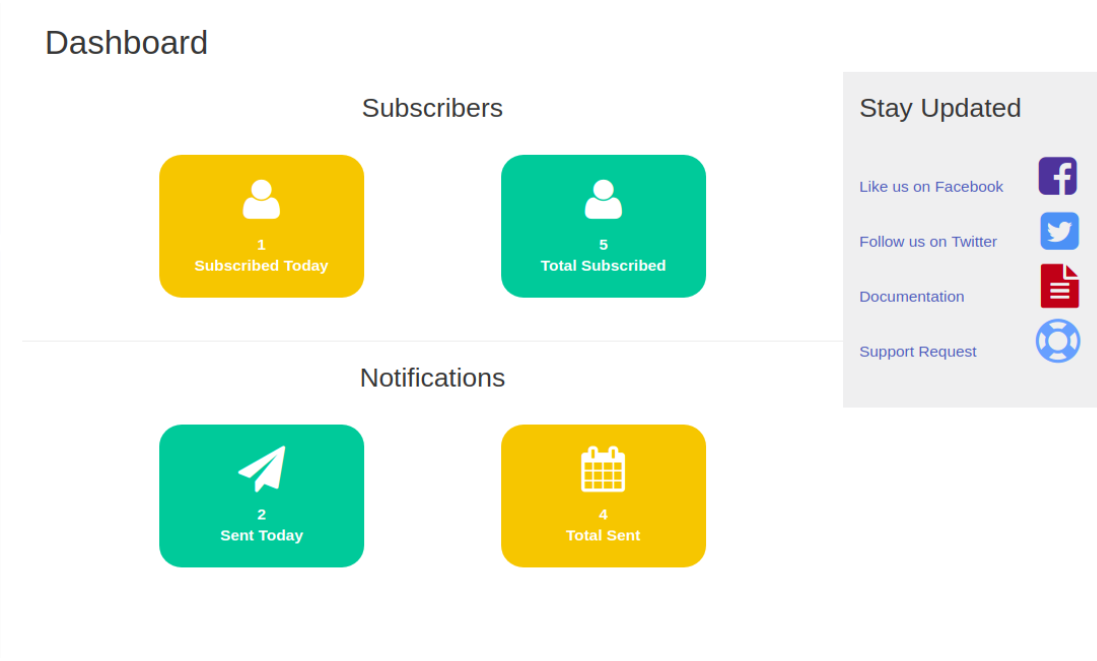 Dashboard
Subscribers
1
Subscribed Today
5
Total Subscribed
Notifications
2
Sent Today
4
Total Sent
Stay Updated
Like us on Facebook
Follow us on Twitter
Documentation
Support Request